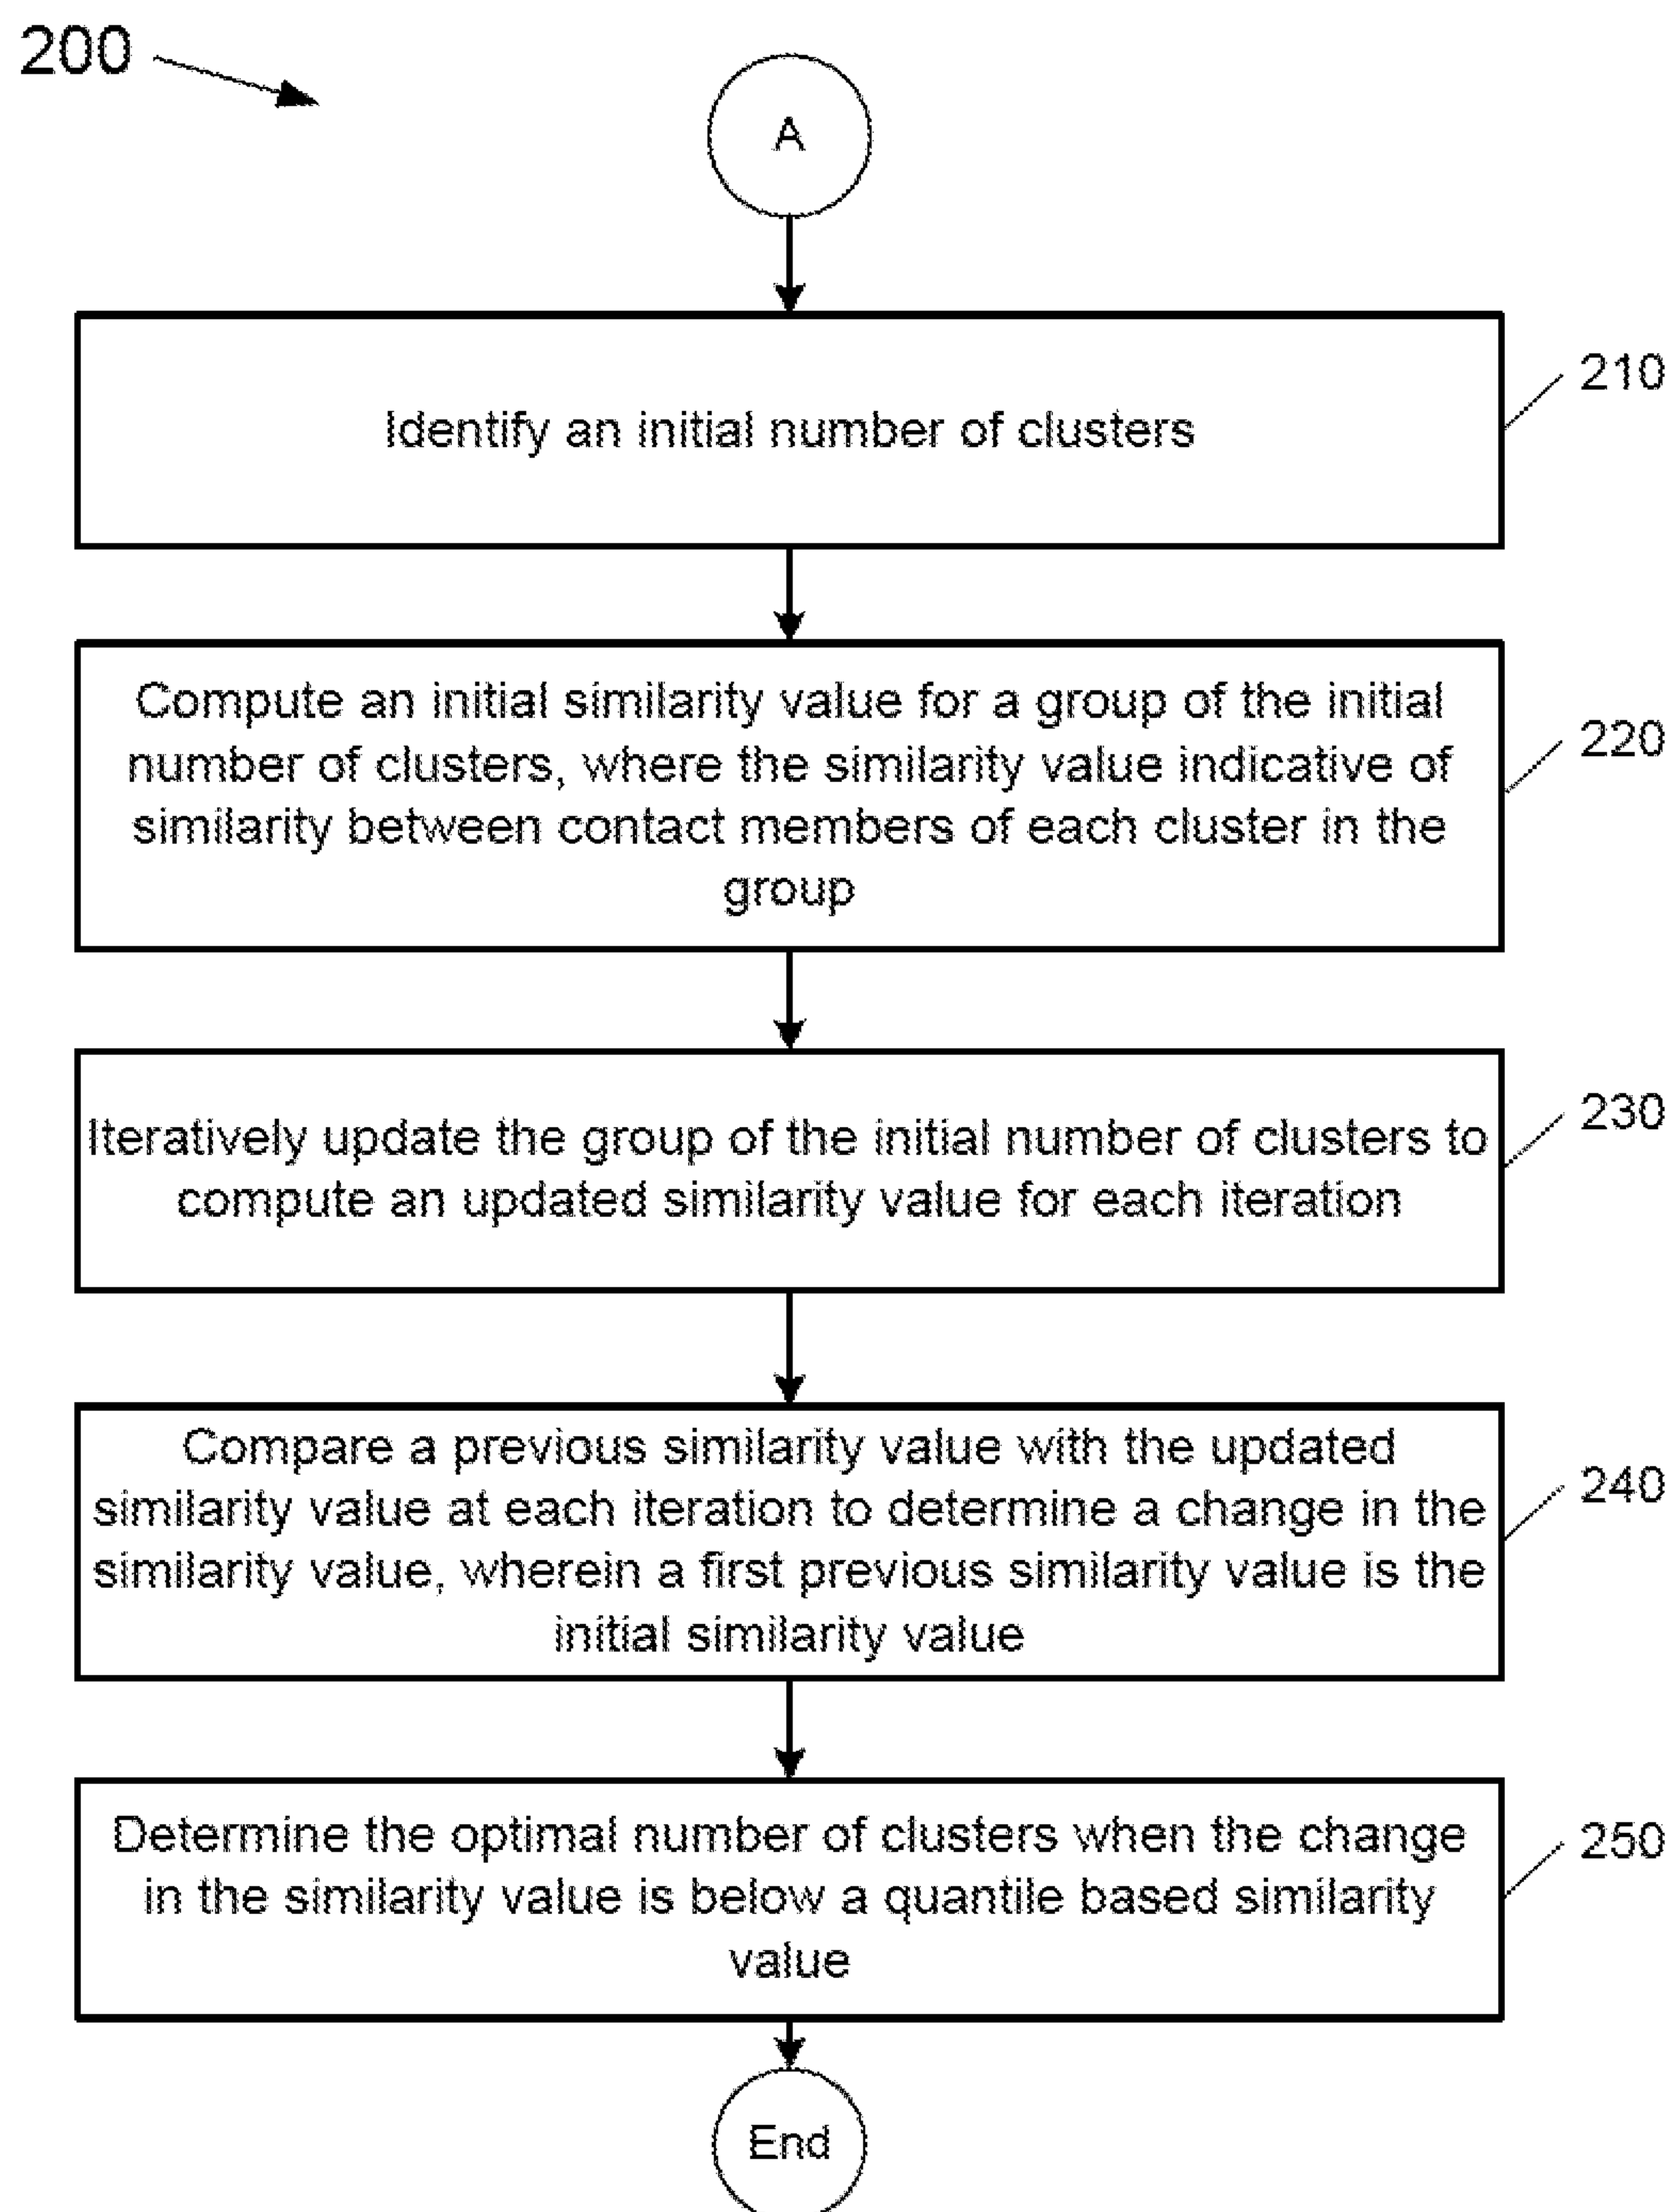 200
A
Identify an initial number of clusters
210
Compute an initial similarity value for a group of the initial
number of clusters, where the similarity value indicative of
similarity between contact members of each cluster in the
group
220
Iteratively update the group of the initial number of clusters to
compute an updated similarity value for each iteration
230
Compare a previous similarity value with the updated
similarity value at each iteration to determine a change in the
similarity value, wherein a first previous similarity value is the
initial similarity value
240
Determine the optimal number of clusters when the change
in the similarity value is below a quantile based similarity
value
250
End